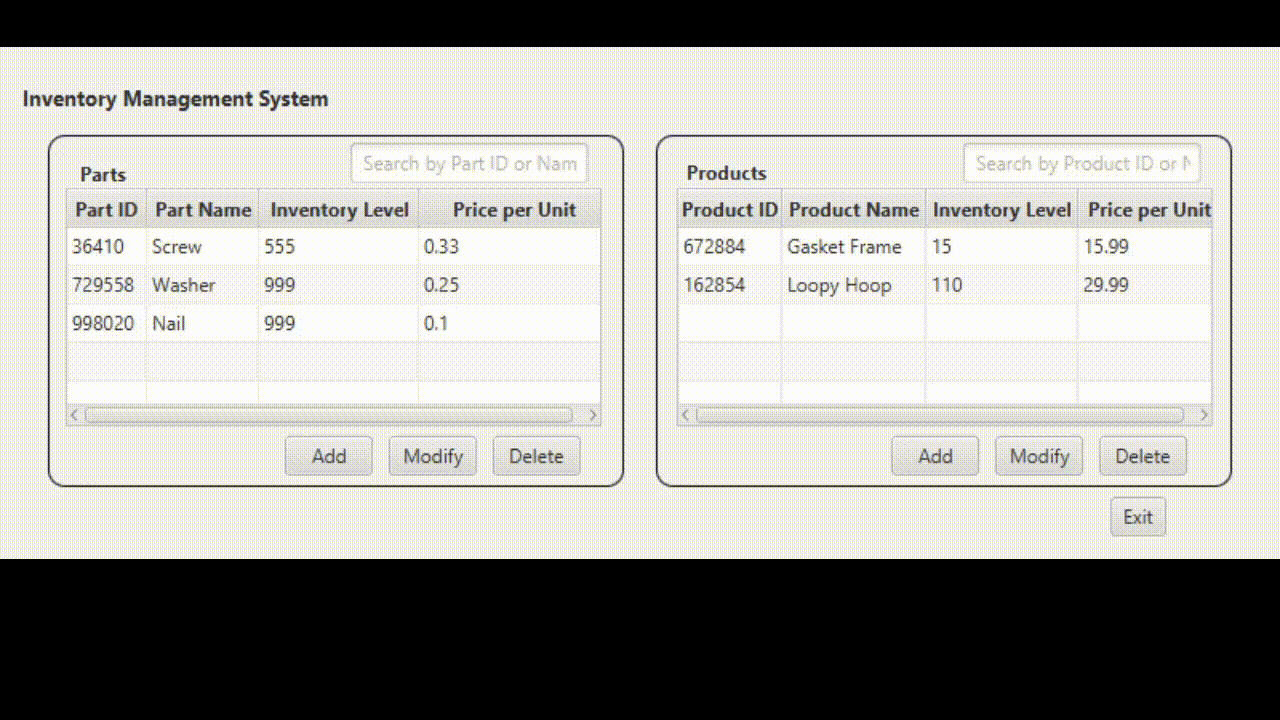 Inventory Management System
Parts
Search by Part ID or Nam
Part ID Part Name Inventory Level Price per Unit
36410 Screw 555 0.33
729558 Washer 999 0.25
998020 Nail 999 0.1
Add Modify Delete
Products
Search by Product ID or N
Product ID Product Name Inventory Level Price per Unit
672884 Gasket Frame 15 15.99
162854 Loopy Hoop 110 29.99
Add Modify Delete
Exit